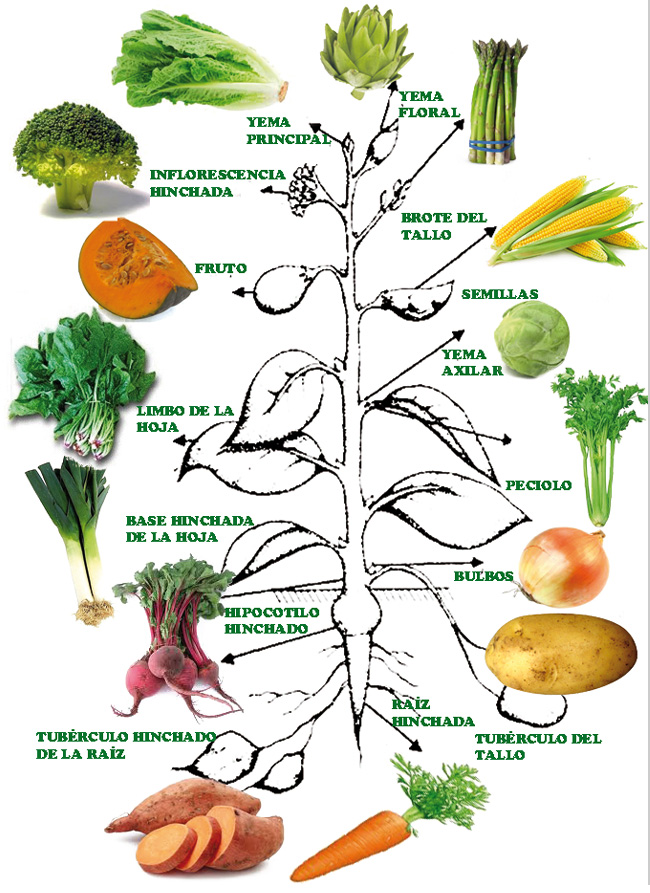 YEMA
FLORAL
YEMA
PRINCIPAL
INFLORESCENCIA
HINCHADA
BROTE DEL
TALLO
FRUTO
SEMILLAS
YEMA
AXILAR
LIMBO DE LA
HOJA
PECIOLO
BASE HINCHADA
DE LA HOJA
BULBOS
HIPOCOTILO
HINCHADO
RAÍZ
HINCHADA
TUBÉRCULO HINCHADO
DE LA RAÍZ
TUBÉRCULO DEL
TALLO